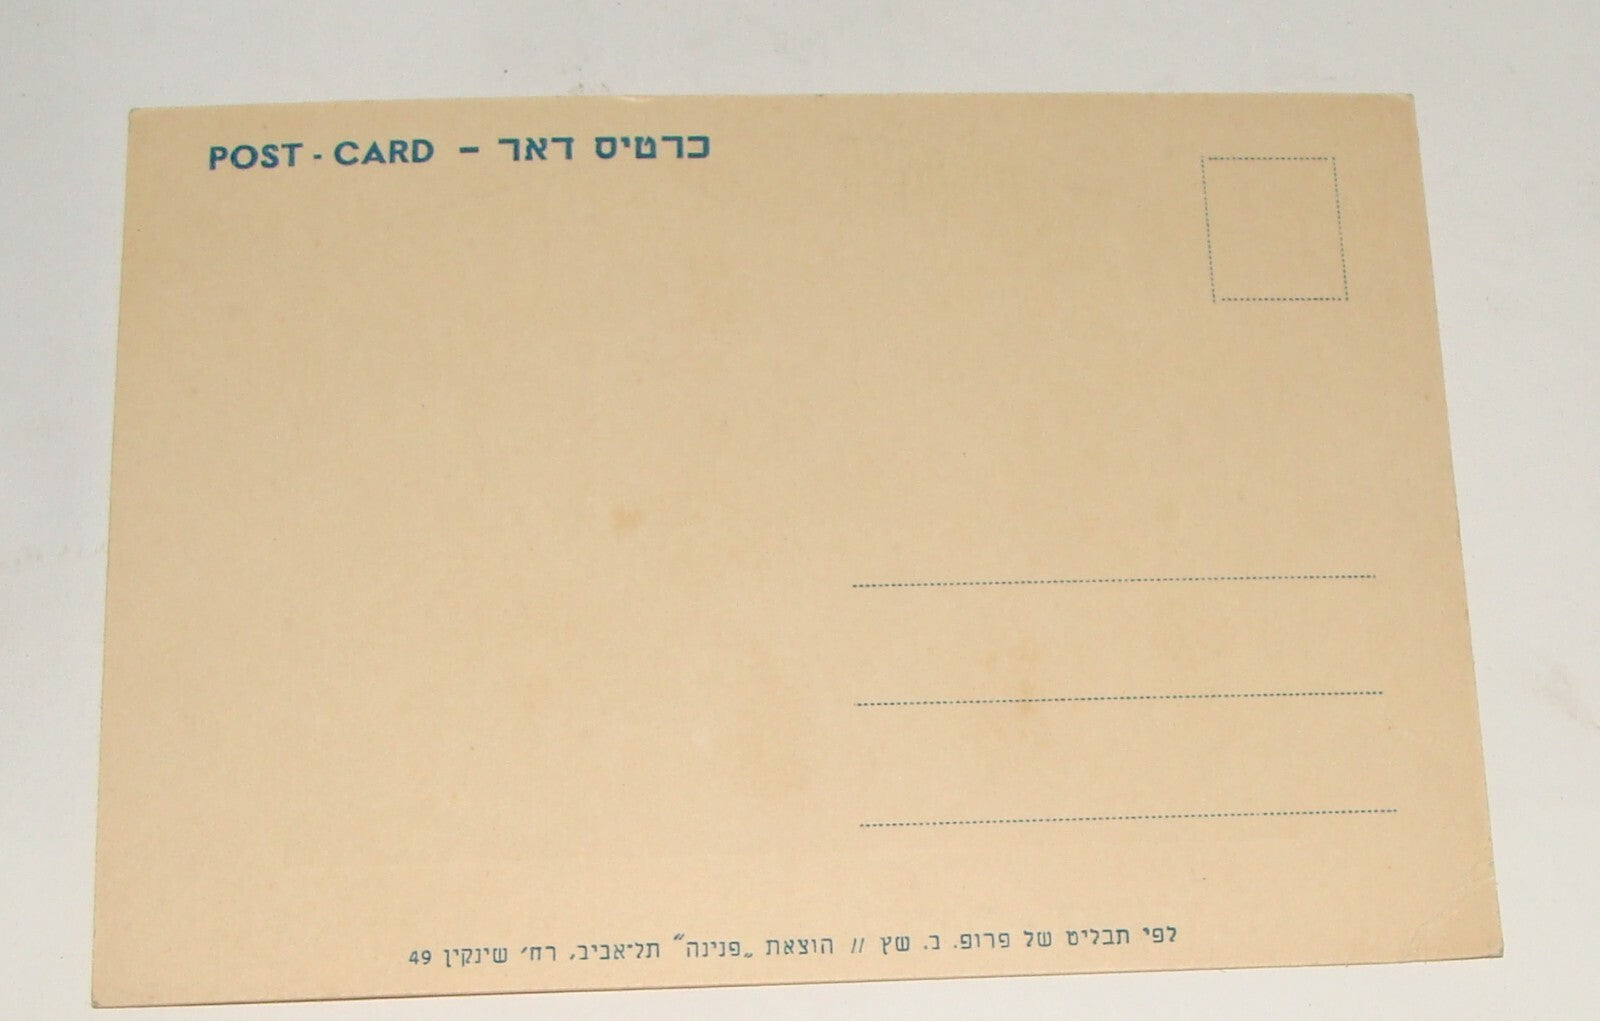 POST - CARD – כרטיס דאר
לפי תבליט של פרופ. ב. שץ // הוצאת „פנינה” תל־אביב, רח׳ שינקין 49